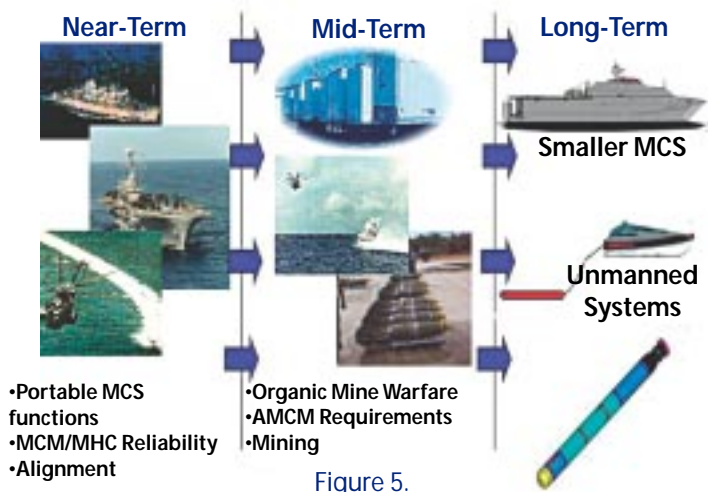 Near-Term
Mid-Term
Long-Term
Smaller MCS
Unmanned
Systems
•Portable MCS
functions
•MCM/MHC Reliability
•Alignment
•Organic Mine Warfare
•AMCM Requirements
•Mining
Figure 5.